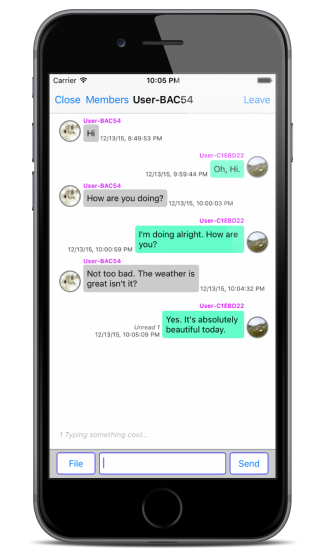 Carrier 10:05 PM
Close Members User-BAC54 Leave
User-BAC54
Hi 12/13/15, 8:49:53 PM
User-C1EBD22
12/13/15, 9:59:44 PM Oh, Hi.
User-BAC54
How are you doing? 12/13/15, 10:00:03 PM
User-C1EBD22
I'm doing alright. How are
12/13/15, 10:00:59 PM you?
User-BAC54
Not too bad. The weather is
great isn't it? 12/13/15, 10:04:32 PM
User-C1EBD22
Yes. It's absolutely
Unread 1 beautiful today.
12/13/15, 10:05:09 PM
1 Typing something cool...
File Send